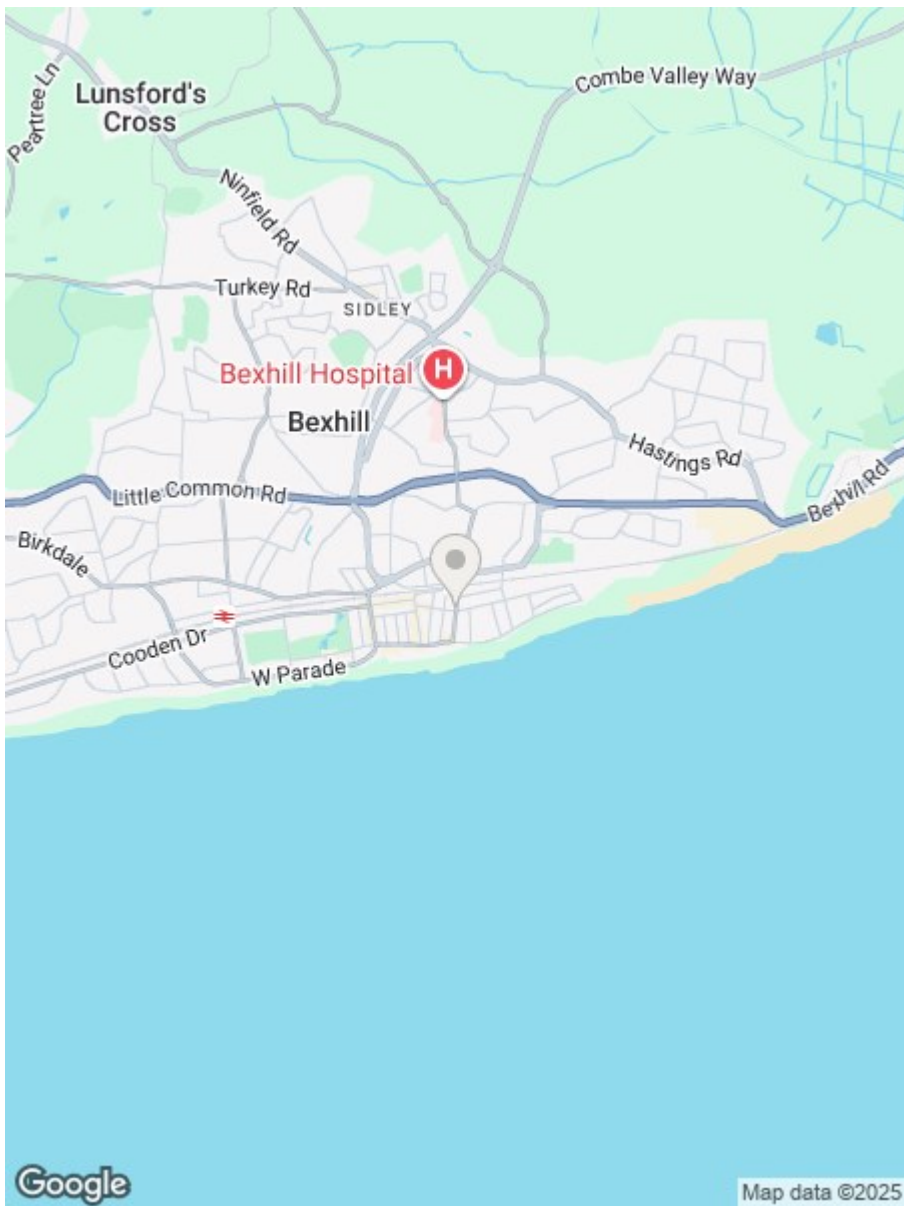 Combe Valley Way
Lunsford's
Cross
Peartree Ln
Ninfield Rd
Turkey Rd
SIDLEY
H
Bexhill Hospital
Bexhill
Hastings Rd
Little Common Rd
Bexhill Rd
Birkdale
Cooden Dr
W Parade
Google
Map data ©2025